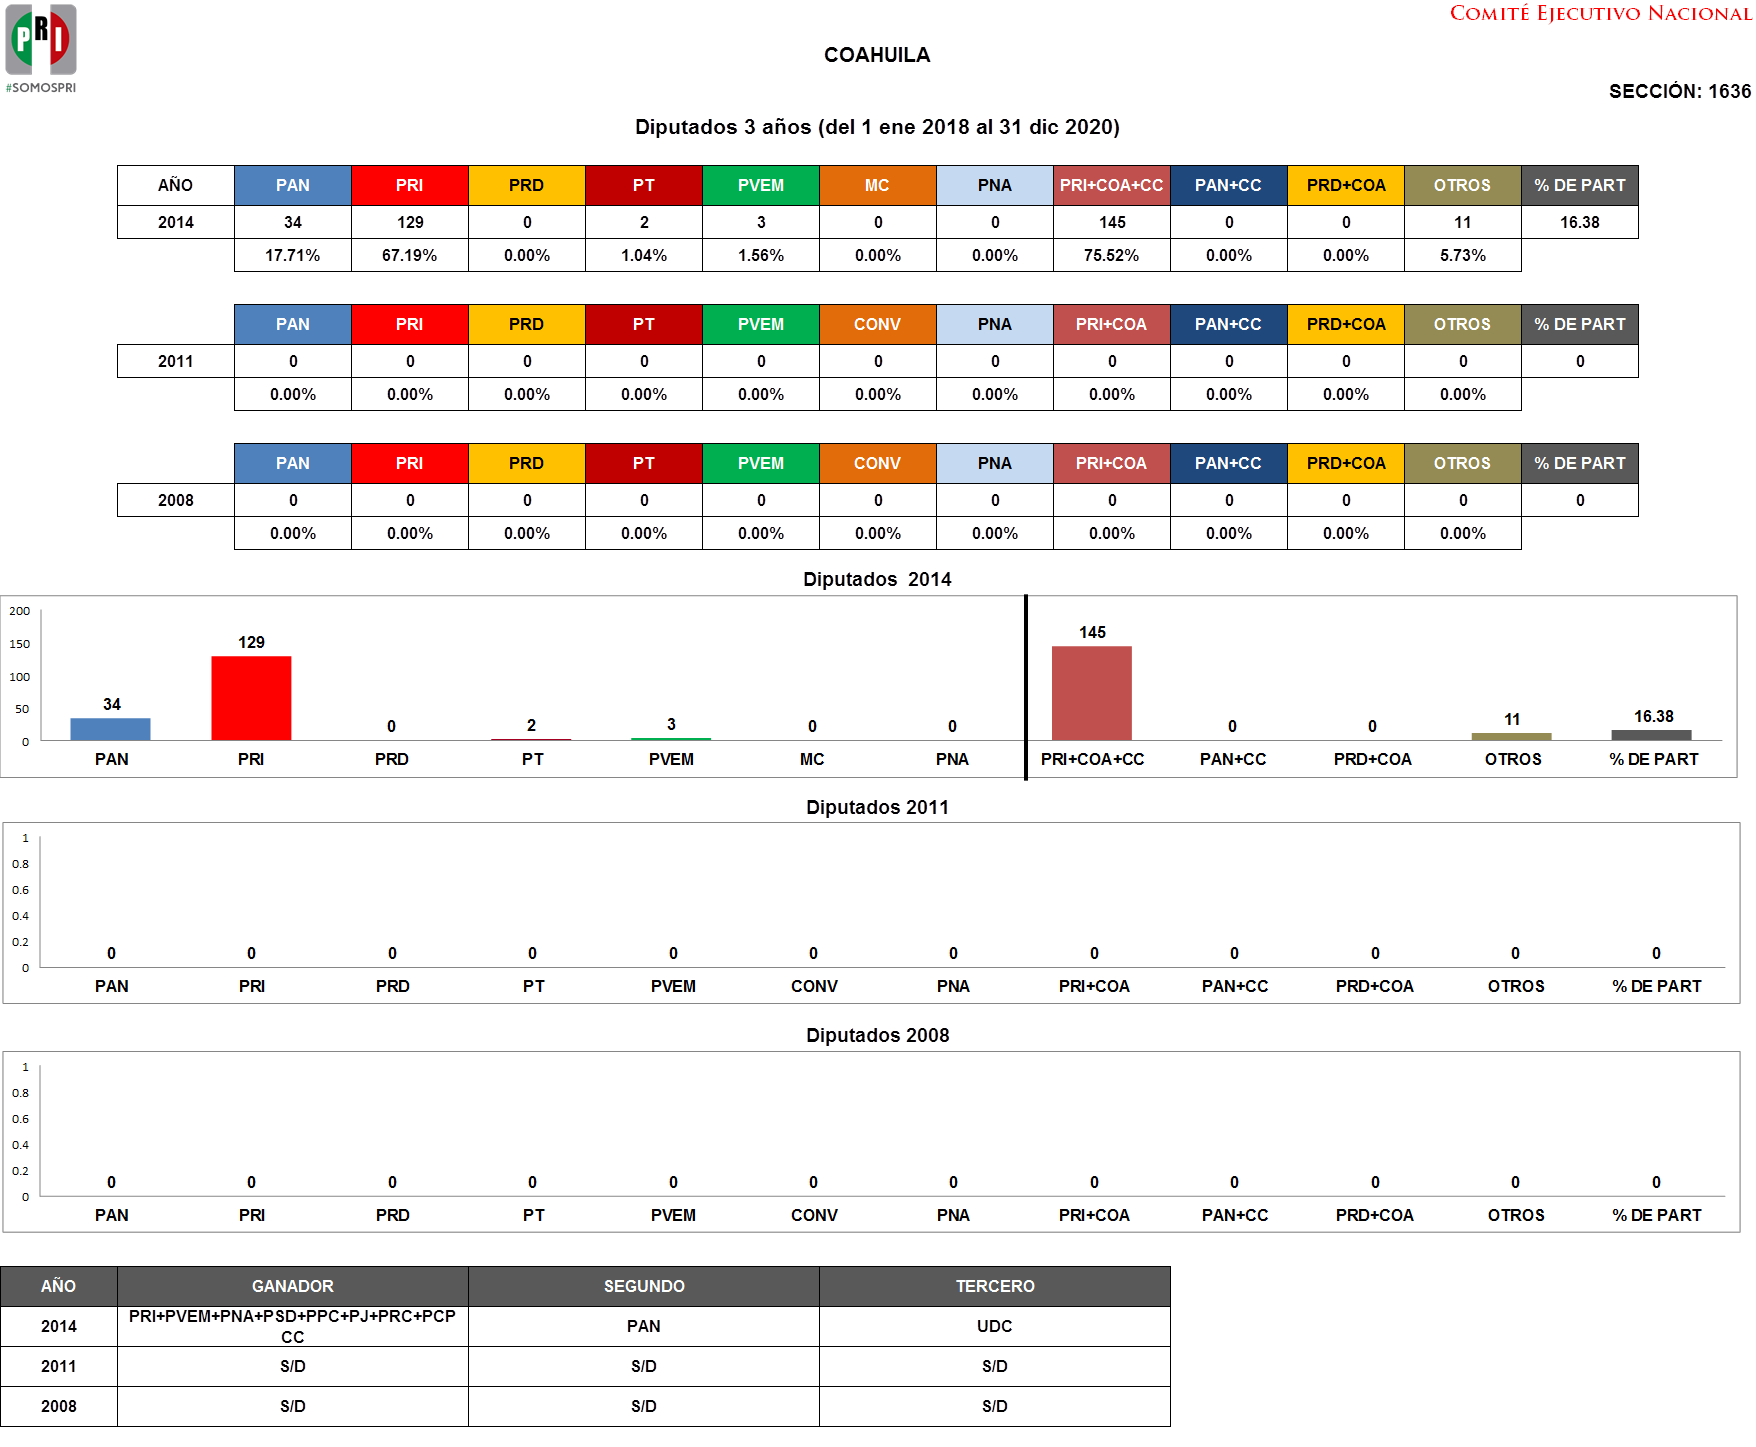 PRI
#SOMOSPRI
COMITÉ EJECUTIVO NACIONAL
COAHUILA
SECCIÓN: 1636
Diputados 3 años (del 1 ene 2018 al 31 dic 2020)
AÑO PAN PRI PRD PT PVEM MC PNA PRI+COA+CC PAN+CC PRD+COA OTROS % DE PART
2014 34 129 0 2 3 0 0 145 0 0 11 16.38
17.71% 67.19% 0.00% 1.04% 1.56% 0.00% 0.00% 75.52% 0.00% 0.00% 5.73%
PAN PRI PRD PT PVEM CONV PNA PRI+COA PAN+CC PRD+COA OTROS % DE PART
2011 0 0 0 0 0 0 0 0 0 0 0 0
0.00% 0.00% 0.00% 0.00% 0.00% 0.00% 0.00% 0.00% 0.00% 0.00% 0.00%
PAN PRI PRD PT PVEM CONV PNA PRI+COA PAN+CC PRD+COA OTROS % DE PART
2008 0 0 0 0 0 0 0 0 0 0 0 0
0.00% 0.00% 0.00% 0.00% 0.00% 0.00% 0.00% 0.00% 0.00% 0.00% 0.00%
Diputados 2014
200
150
100
50
0
34 129 0 2 3 0 0 145 0 0 11 16.38
PAN PRI PRD PT PVEM MC PNA PRI+COA+CC PAN+CC PRD+COA OTROS % DE PART
Diputados 2011
1
0.8
0.6
0.4
0.2
0
0 0 0 0 0 0 0 0 0 0 0 0
PAN PRI PRD PT PVEM CONV PNA PRI+COA PAN+CC PRD+COA OTROS % DE PART
Diputados 2008
1
0.8
0.6
0.4
0.2
0
0 0 0 0 0 0 0 0 0 0 0 0
PAN PRI PRD PT PVEM CONV PNA PRI+COA PAN+CC PRD+COA OTROS % DE PART
AÑO GANADOR SEGUNDO TERCERO
2014 PRI+PVEM+PNA+PSD+PPC+PJ+PRC+PCP CC PAN UDC
2011 S/D S/D S/D
2008 S/D S/D S/D